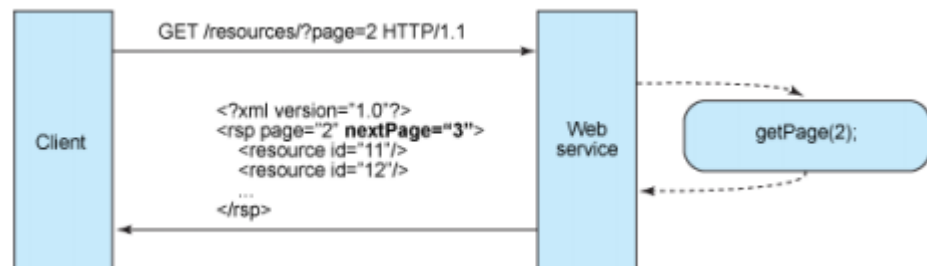 GET /resources/?page=2 HTTP/1.1
Client
<?xml version="1.0"?>
<rsp page="2" nextPage="3">
<resource id="11"/>
<resource id="12"/>
...
</rsp>
Web
service
getPage(2);